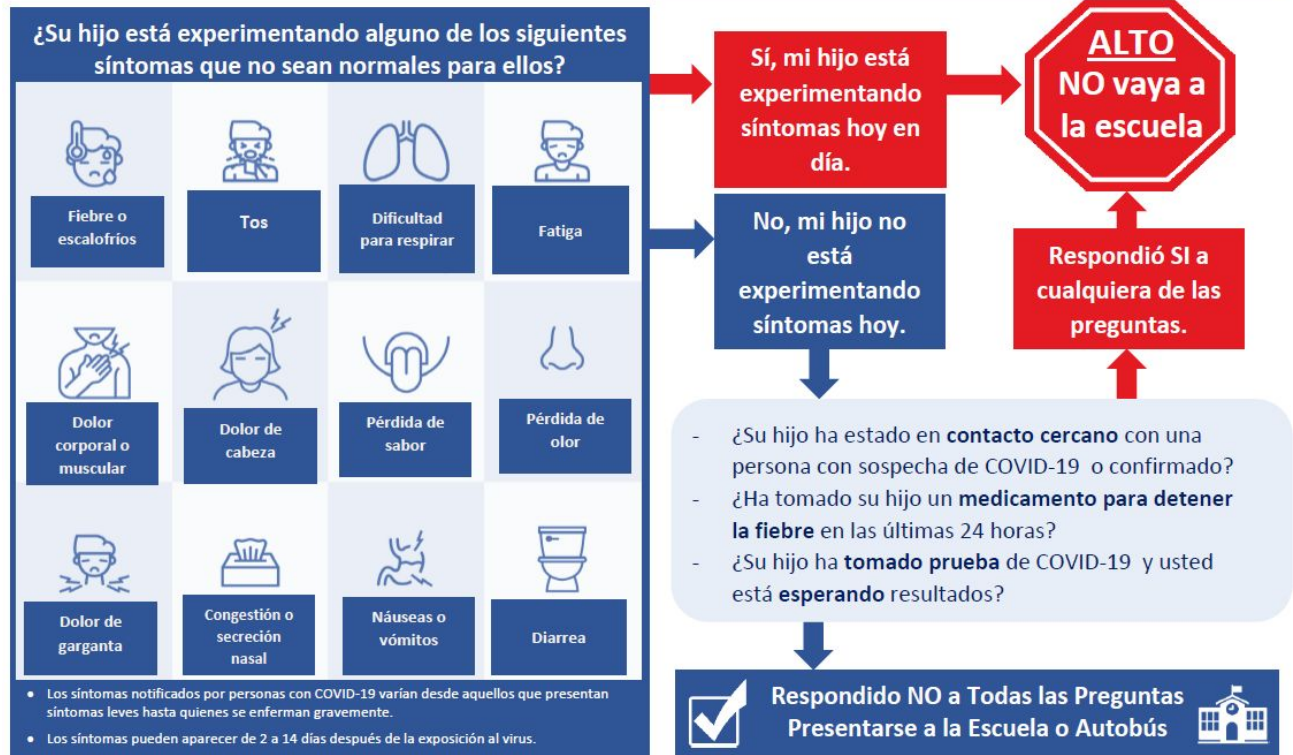 ¿Su hijo está experimentando alguno de los siguientes
síntomas que no sean normales para ellos?
Fiebre o
escalofríos
Tos
Dificultad
para respirar
Fatiga
Dolor
corporal o
muscular
Dolor de
cabeza
Pérdida de
sabor
Pérdida de
olor
Dolor de
garganta
Congestión o
secreción
nasal
Náuseas o
vómitos
Diarrea
● Los síntomas notificados por personas con COVID-19 varían desde aquellos que presentan
síntomas leves hasta quienes se enferman gravemente.
● Los síntomas pueden aparecer de 2 a 14 días después de la exposición al virus.
Sí, mi hijo está
experimentando
síntomas hoy en
día.
ALTO
NO vaya a
la escuela
No, mi hijo no
está
experimentando
síntomas hoy.
Respondió SI a
cualquiera de las
preguntas.
- ¿Su hijo ha estado en contacto cercano con una
persona con sospecha de COVID-19 o confirmado?
- ¿Ha tomado su hijo un medicamento para detener
la fiebre en las últimas 24 horas?
- ¿Su hijo ha tomado prueba de COVID-19 y usted
está esperando resultados?
Respondido NO a Todas las Preguntas
Presentarse a la Escuela o Autobús